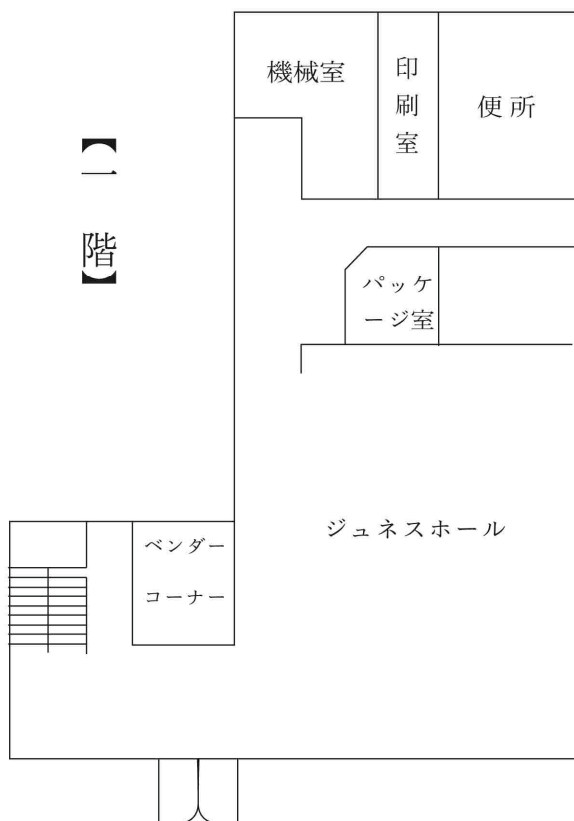 【一階】
機械室
印刷室
便所
パッケ
ージ室
ジュネスホール
ベンダー
コーナー